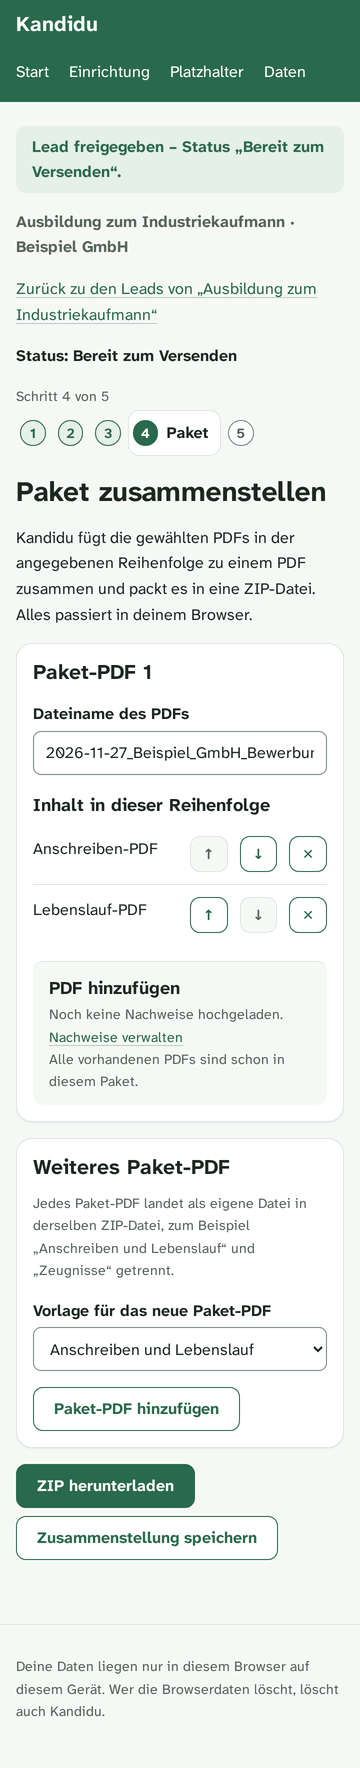 Kandidu
Start Einrichtung Platzhalter Daten
Lead freigegeben – Status „Bereit zum
Versenden“.
Ausbildung zum Industriekaufmann ·
Beispiel GmbH
Zurück zu den Leads von „Ausbildung zum
Industriekaufmann“
Status: Bereit zum Versenden
Schritt 4 von 5
1 2 3 4 Paket 5
Paket zusammenstellen
Kandidu fügt die gewählten PDFs in der
angegebenen Reihenfolge zu einem PDF
zusammen und packt es in eine ZIP-Datei.
Alles passiert in deinem Browser.
Paket-PDF 1
Dateiname des PDFs
2026-11-27_Beispiel_GmbH_Bewerbur
Inhalt in dieser Reihenfolge
Anschreiben-PDF ↑ ↓ ×
Lebenslauf-PDF ↑ ↓ ×
PDF hinzufügen
Noch keine Nachweise hochgeladen.
Nachweise verwalten
Alle vorhandenen PDFs sind schon in
diesem Paket.
Weiteres Paket-PDF
Jedes Paket-PDF landet als eigene Datei in
derselben ZIP-Datei, zum Beispiel
„Anschreiben und Lebenslauf“ und
„Zeugnisse“ getrennt.
Vorlage für das neue Paket-PDF
Anschreiben und Lebenslauf
Paket-PDF hinzufügen
ZIP herunterladen
Zusammenstellung speichern
Deine Daten liegen nur in diesem Browser auf
diesem Gerät. Wer die Browserdaten löscht, löscht
auch Kandidu.